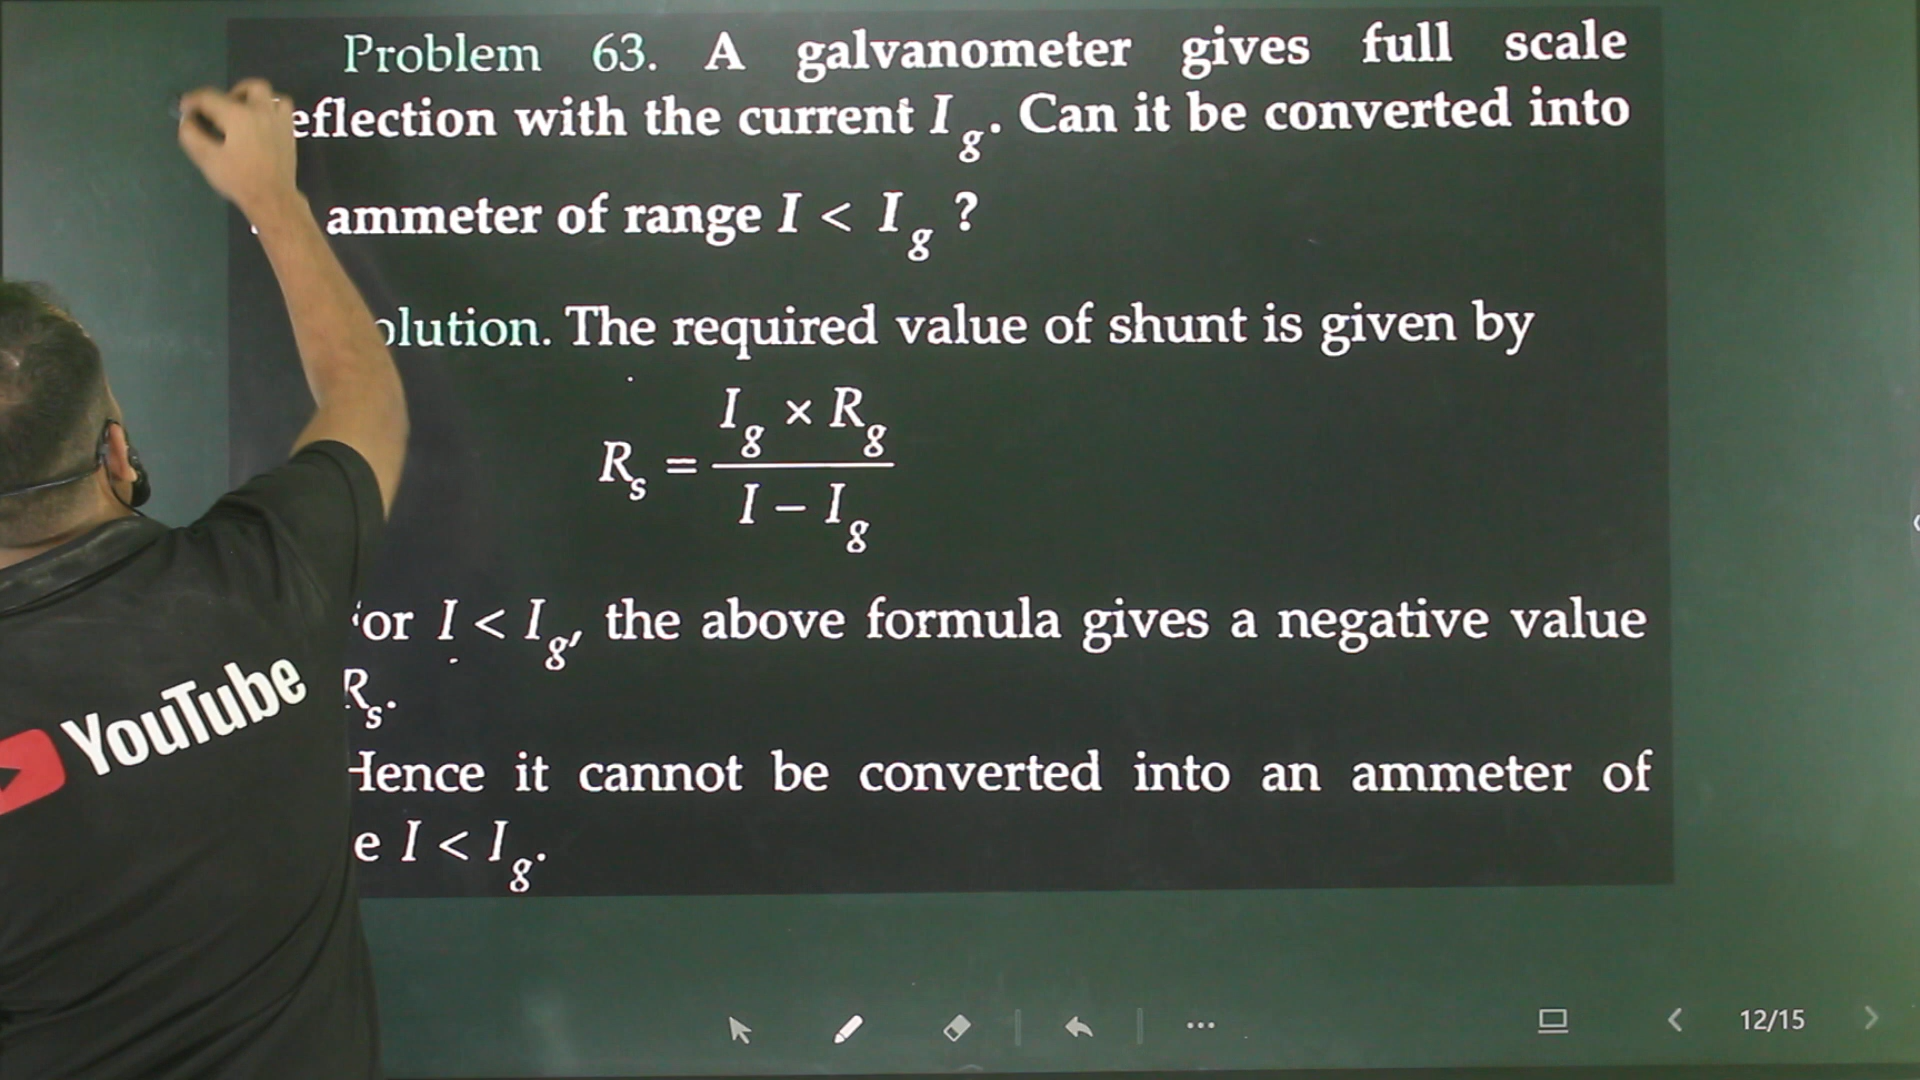 Problem 63. A galvanometer gives full scale
eflection with the current I_g. Can it be converted into
ammeter of range I < I_g ?
olution. The required value of shunt is given by
R_s = (I_g × R_g) / (I − I_g)
or I < I_g, the above formula gives a negative value
R_s.
Hence it cannot be converted into an ammeter of
e I < I_g.
YouTube
12/15